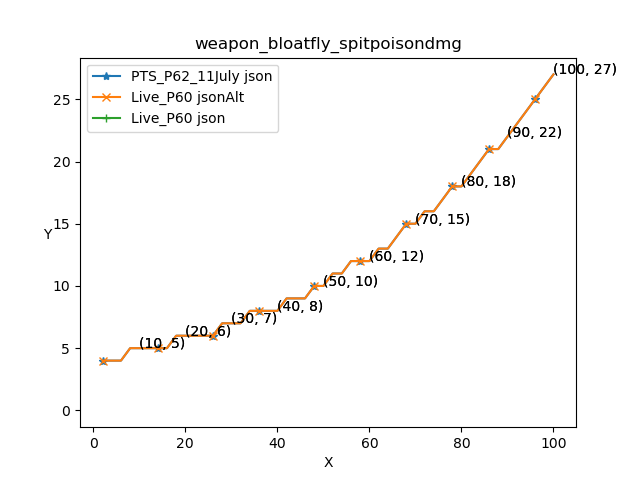 weapon_bloatfly_spitpoisondmg
PTS_P62_11July json
Live_P60 jsonAlt
Live_P60 json
(100, 27)
(90, 22)
(80, 18)
(70, 15)
(60, 12)
(50, 10)
(40, 8)
(30, 7)
(20, 6)
(10, 5)
Y
25
20
15
10
5
0
0 20 40 60 80 100
X